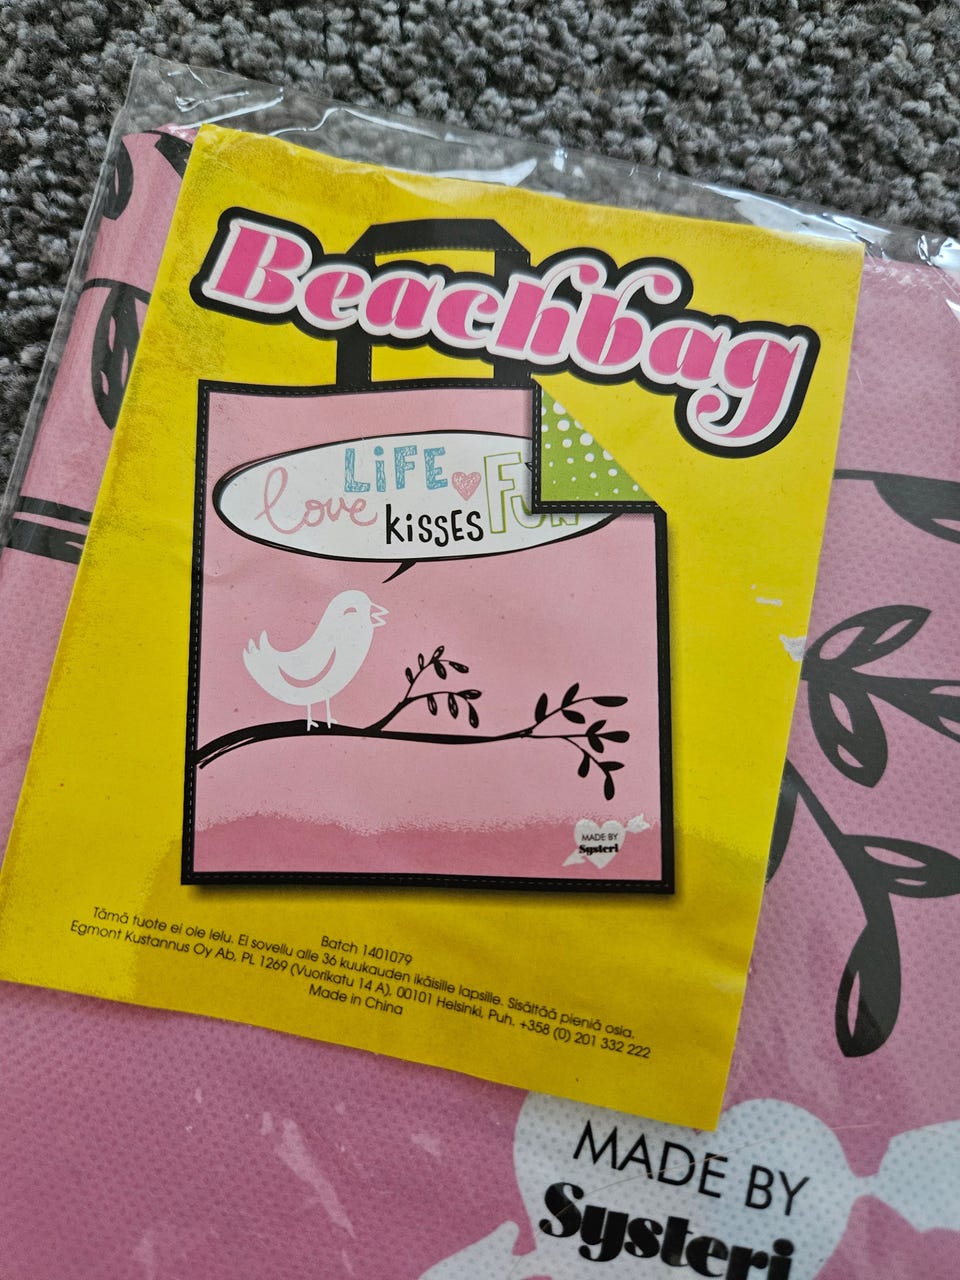 Beachbag
LiFE
love
kisses
FUN
MADE BY
Systeri
Batch 1401079
Tämä tuote ei ole lelu. Ei sovellu alle 36 kuukauden ikäisille lapsille. Sisältää pieniä osia.
Egmont Kustannus Oy Ab, PL 1269 (Vuorikatu 14 A), 00101 Helsinki, Puh. +358 (0) 201 332 222
Made in China
MADE BY
Systeri